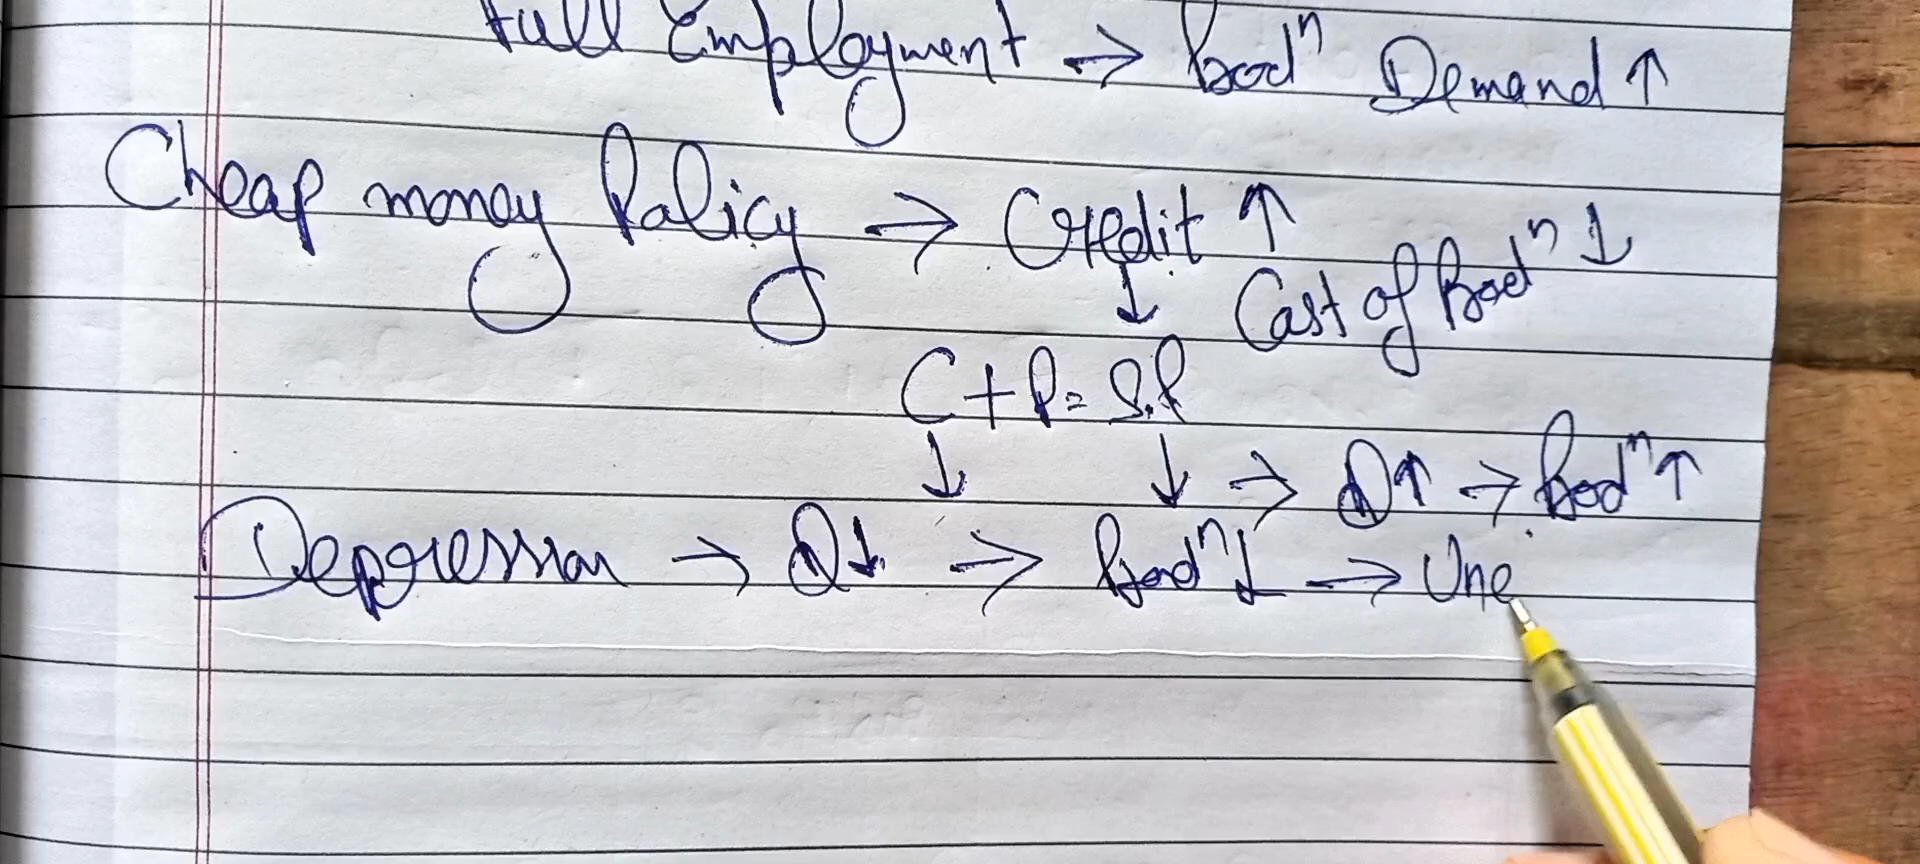 Full Employment → Prodⁿ Demand ↑
Cheap money Policy → Credit ↑
↓ Cost of Prodⁿ ↓
C + P = S.P
↓ ↓ → D↑ → Prodⁿ ↑
Depression → D↓ → Prodⁿ ↓ → Une